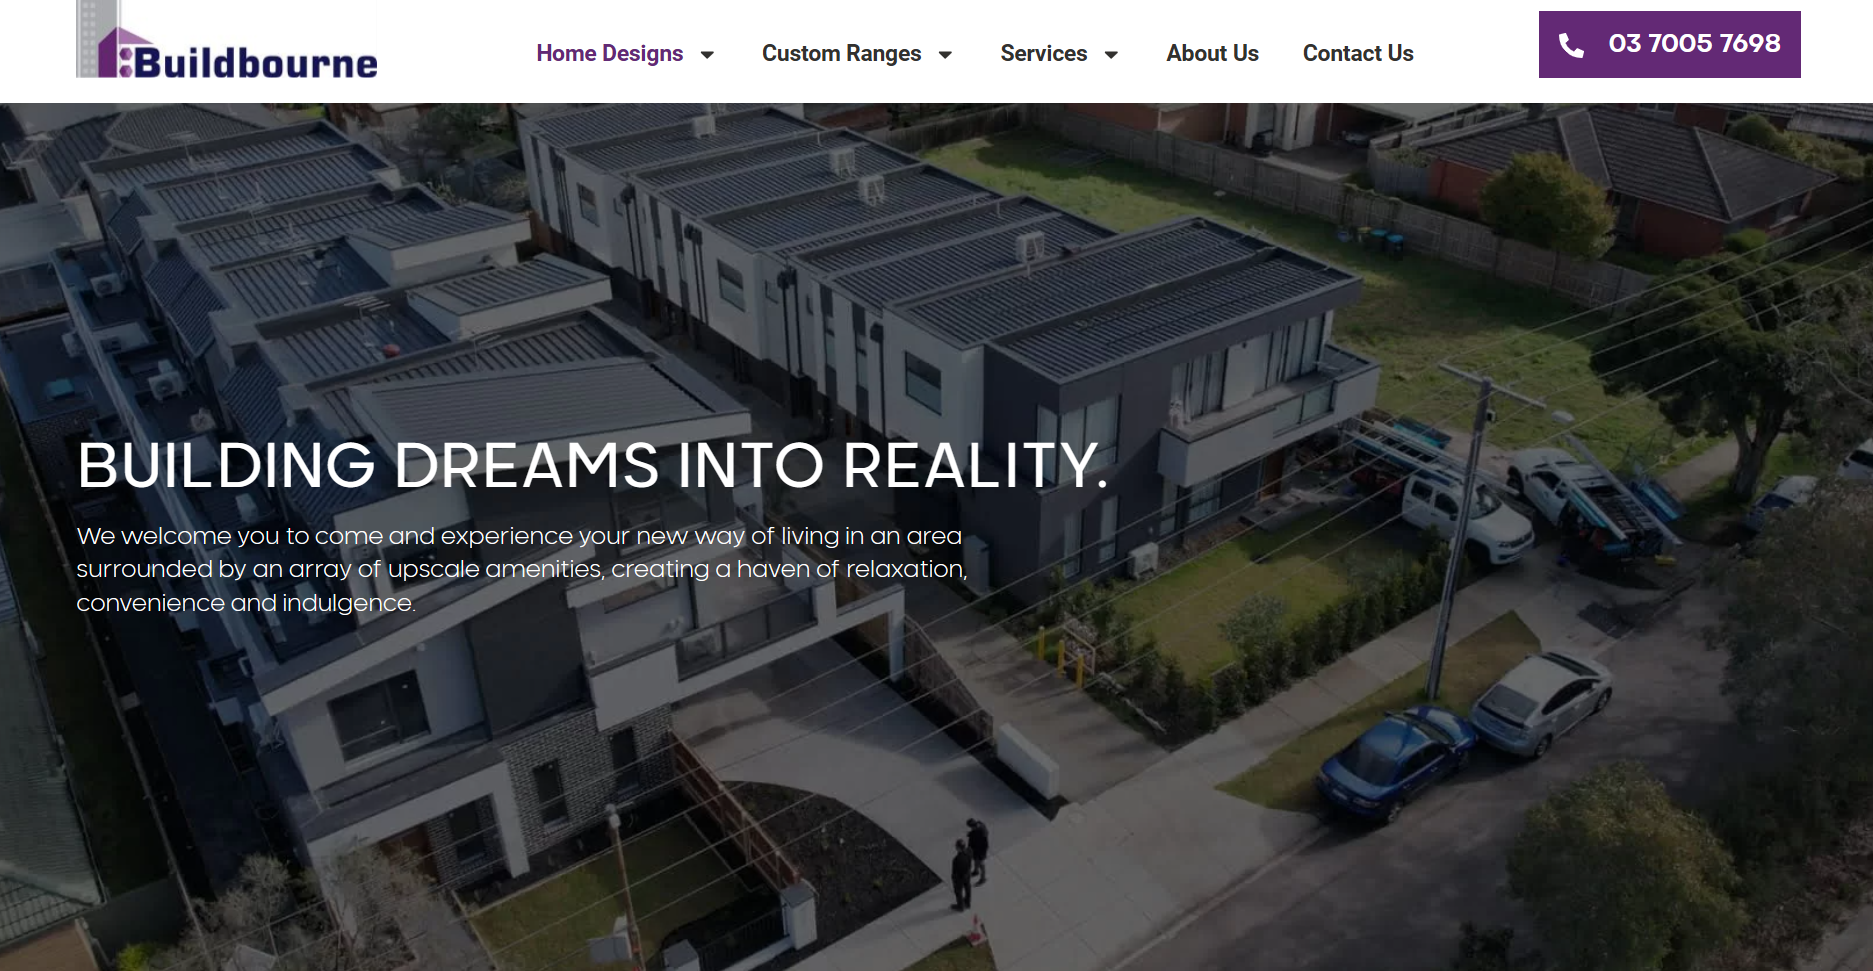 Buildbourne
Home Designs
Custom Ranges
Services
About Us
Contact Us
03 7005 7698
BUILDING DREAMS INTO REALITY.
We welcome you to come and experience your new way of living in an area
surrounded by an array of upscale amenities, creating a haven of relaxation,
convenience and indulgence.